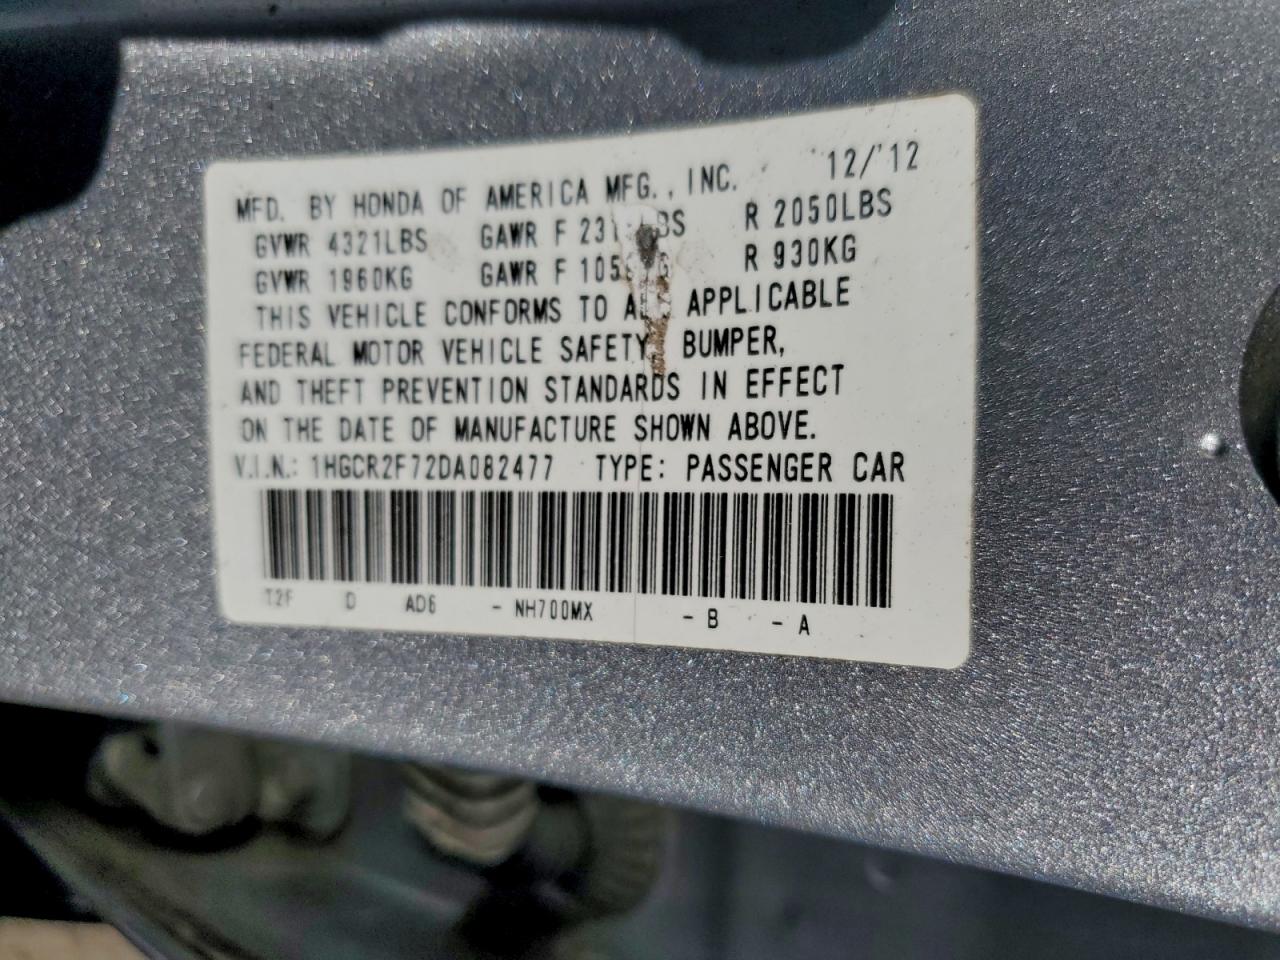 MFD. BY HONDA OF AMERICA MFG., INC. 12/'12
GVWR 4321LBS GAWR F R 2050LBS
GVWR 1960KG GAWR F R 930KG
THIS VEHICLE CONFORMS TO ALL APPLICABLE
FEDERAL MOTOR VEHICLE SAFETY, BUMPER,
AND THEFT PREVENTION STANDARDS IN EFFECT
ON THE DATE OF MANUFACTURE SHOWN ABOVE.
V.I.N.: 1HGCR2F72DA082477 TYPE: PASSENGER CAR
T2F D AD6 - NH700MX - B - A